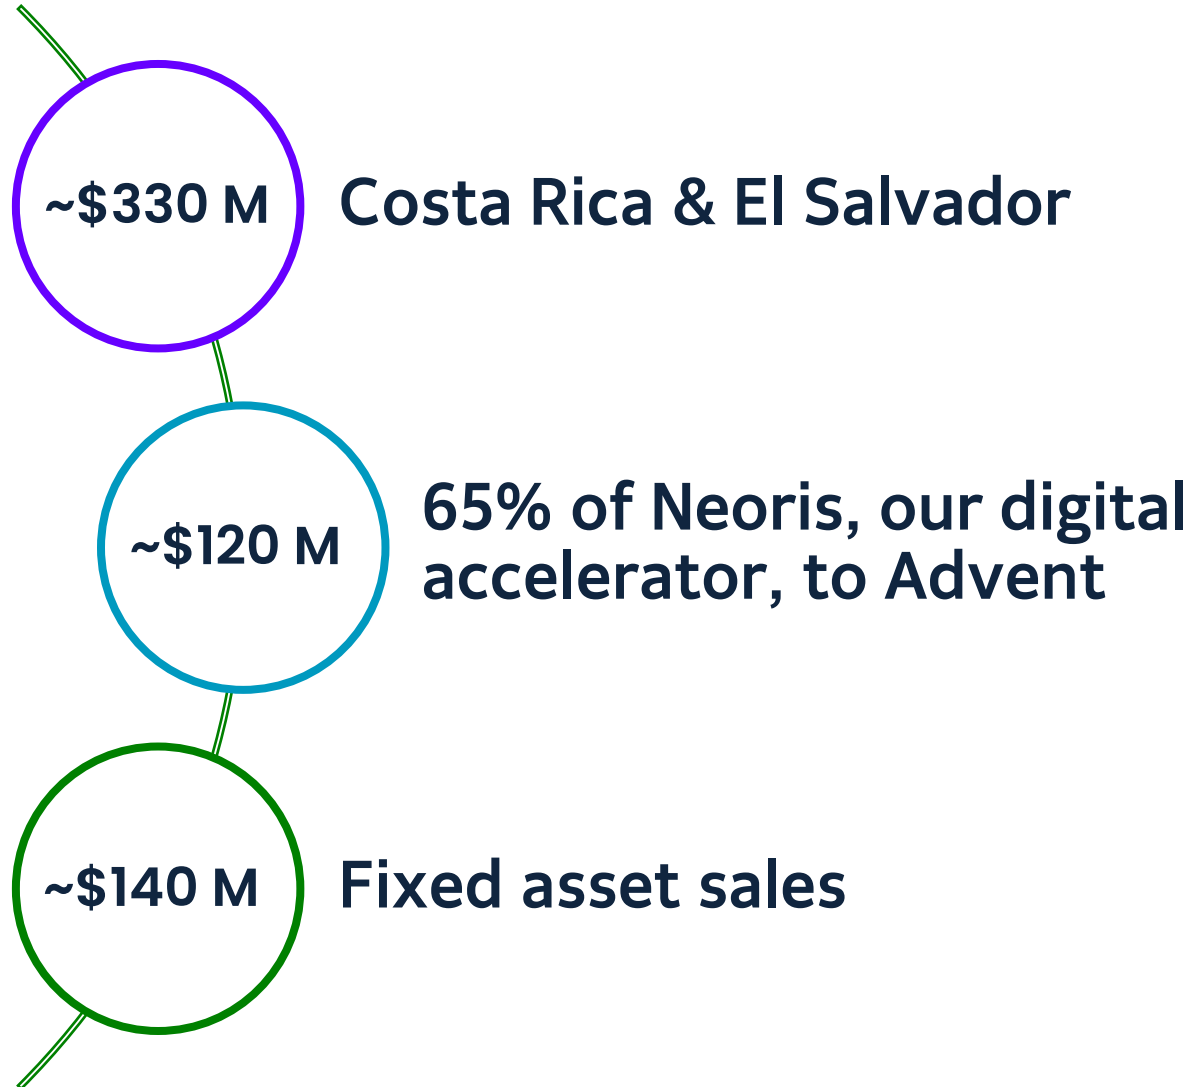 ~$330 M
Costa Rica & El Salvador
~$120 M
65% of Neoris, our digital
accelerator, to Advent
~$140 M
Fixed asset sales